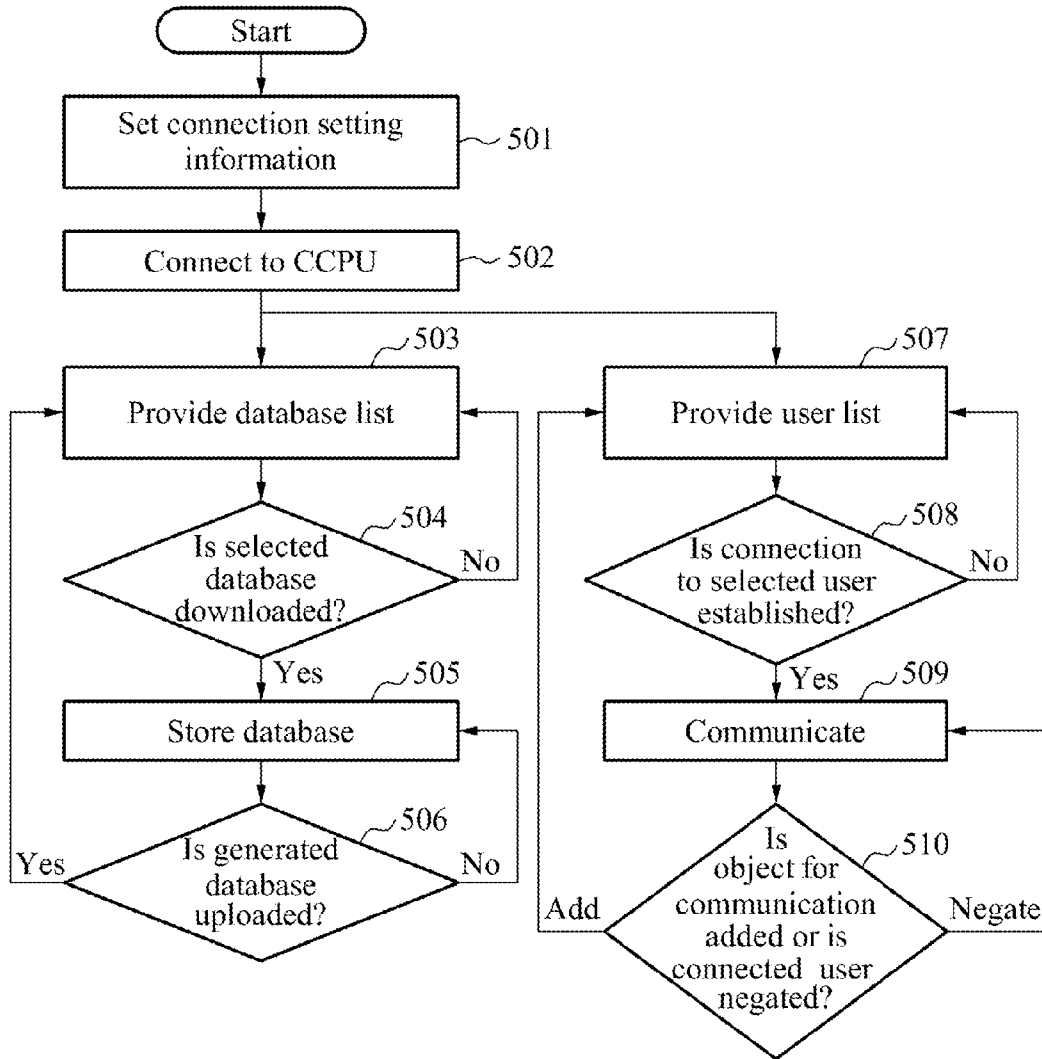 Start
Set connection setting
information
501
Connect to CCPU
502
503
Provide database list
504
Is selected
database
downloaded?
No
Yes
505
Store database
506
Is generated
database
uploaded?
Yes
No
507
Provide user list
508
Is connection
to selected user
established?
No
Yes
509
Communicate
510
Is
object for
communication
added or is
connected user
negated?
Add
Negate